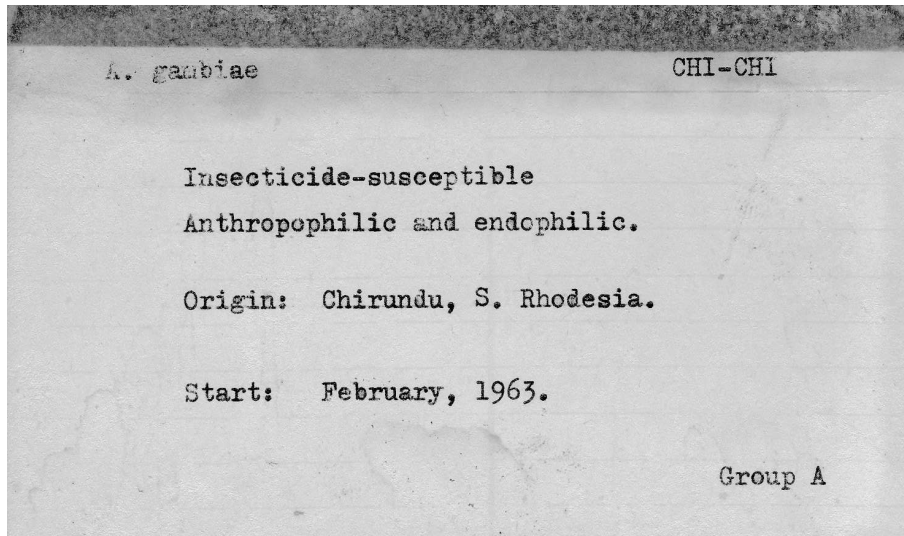 A. gambiae CHI-CHI
Insecticide-susceptible
Anthropophilic and endophilic.
Origin: Chirundu, S. Rhodesia.
Start: February, 1963.
Group A